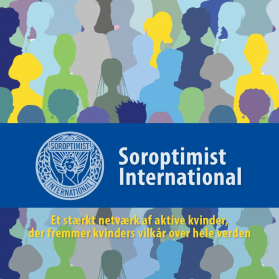 SOROPTIMIST
INTERNATIONAL
Soroptimist
International
Et stærkt netværk af aktive kvinder,
der fremmer kvinders vilkår over hele verden